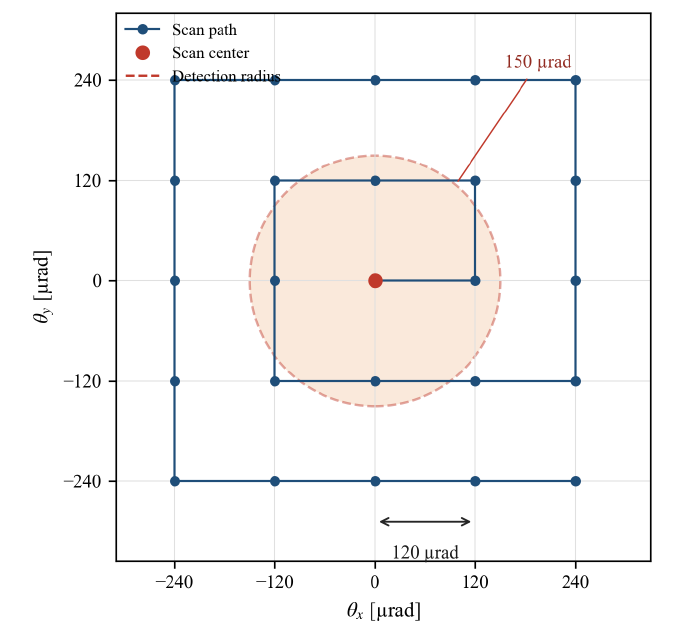 Scan path
Scan center
Detection radius
150 μrad
240
120
0
−120
−240
θy [μrad]
120 μrad
−240
−120
0
120
240
θx [μrad]